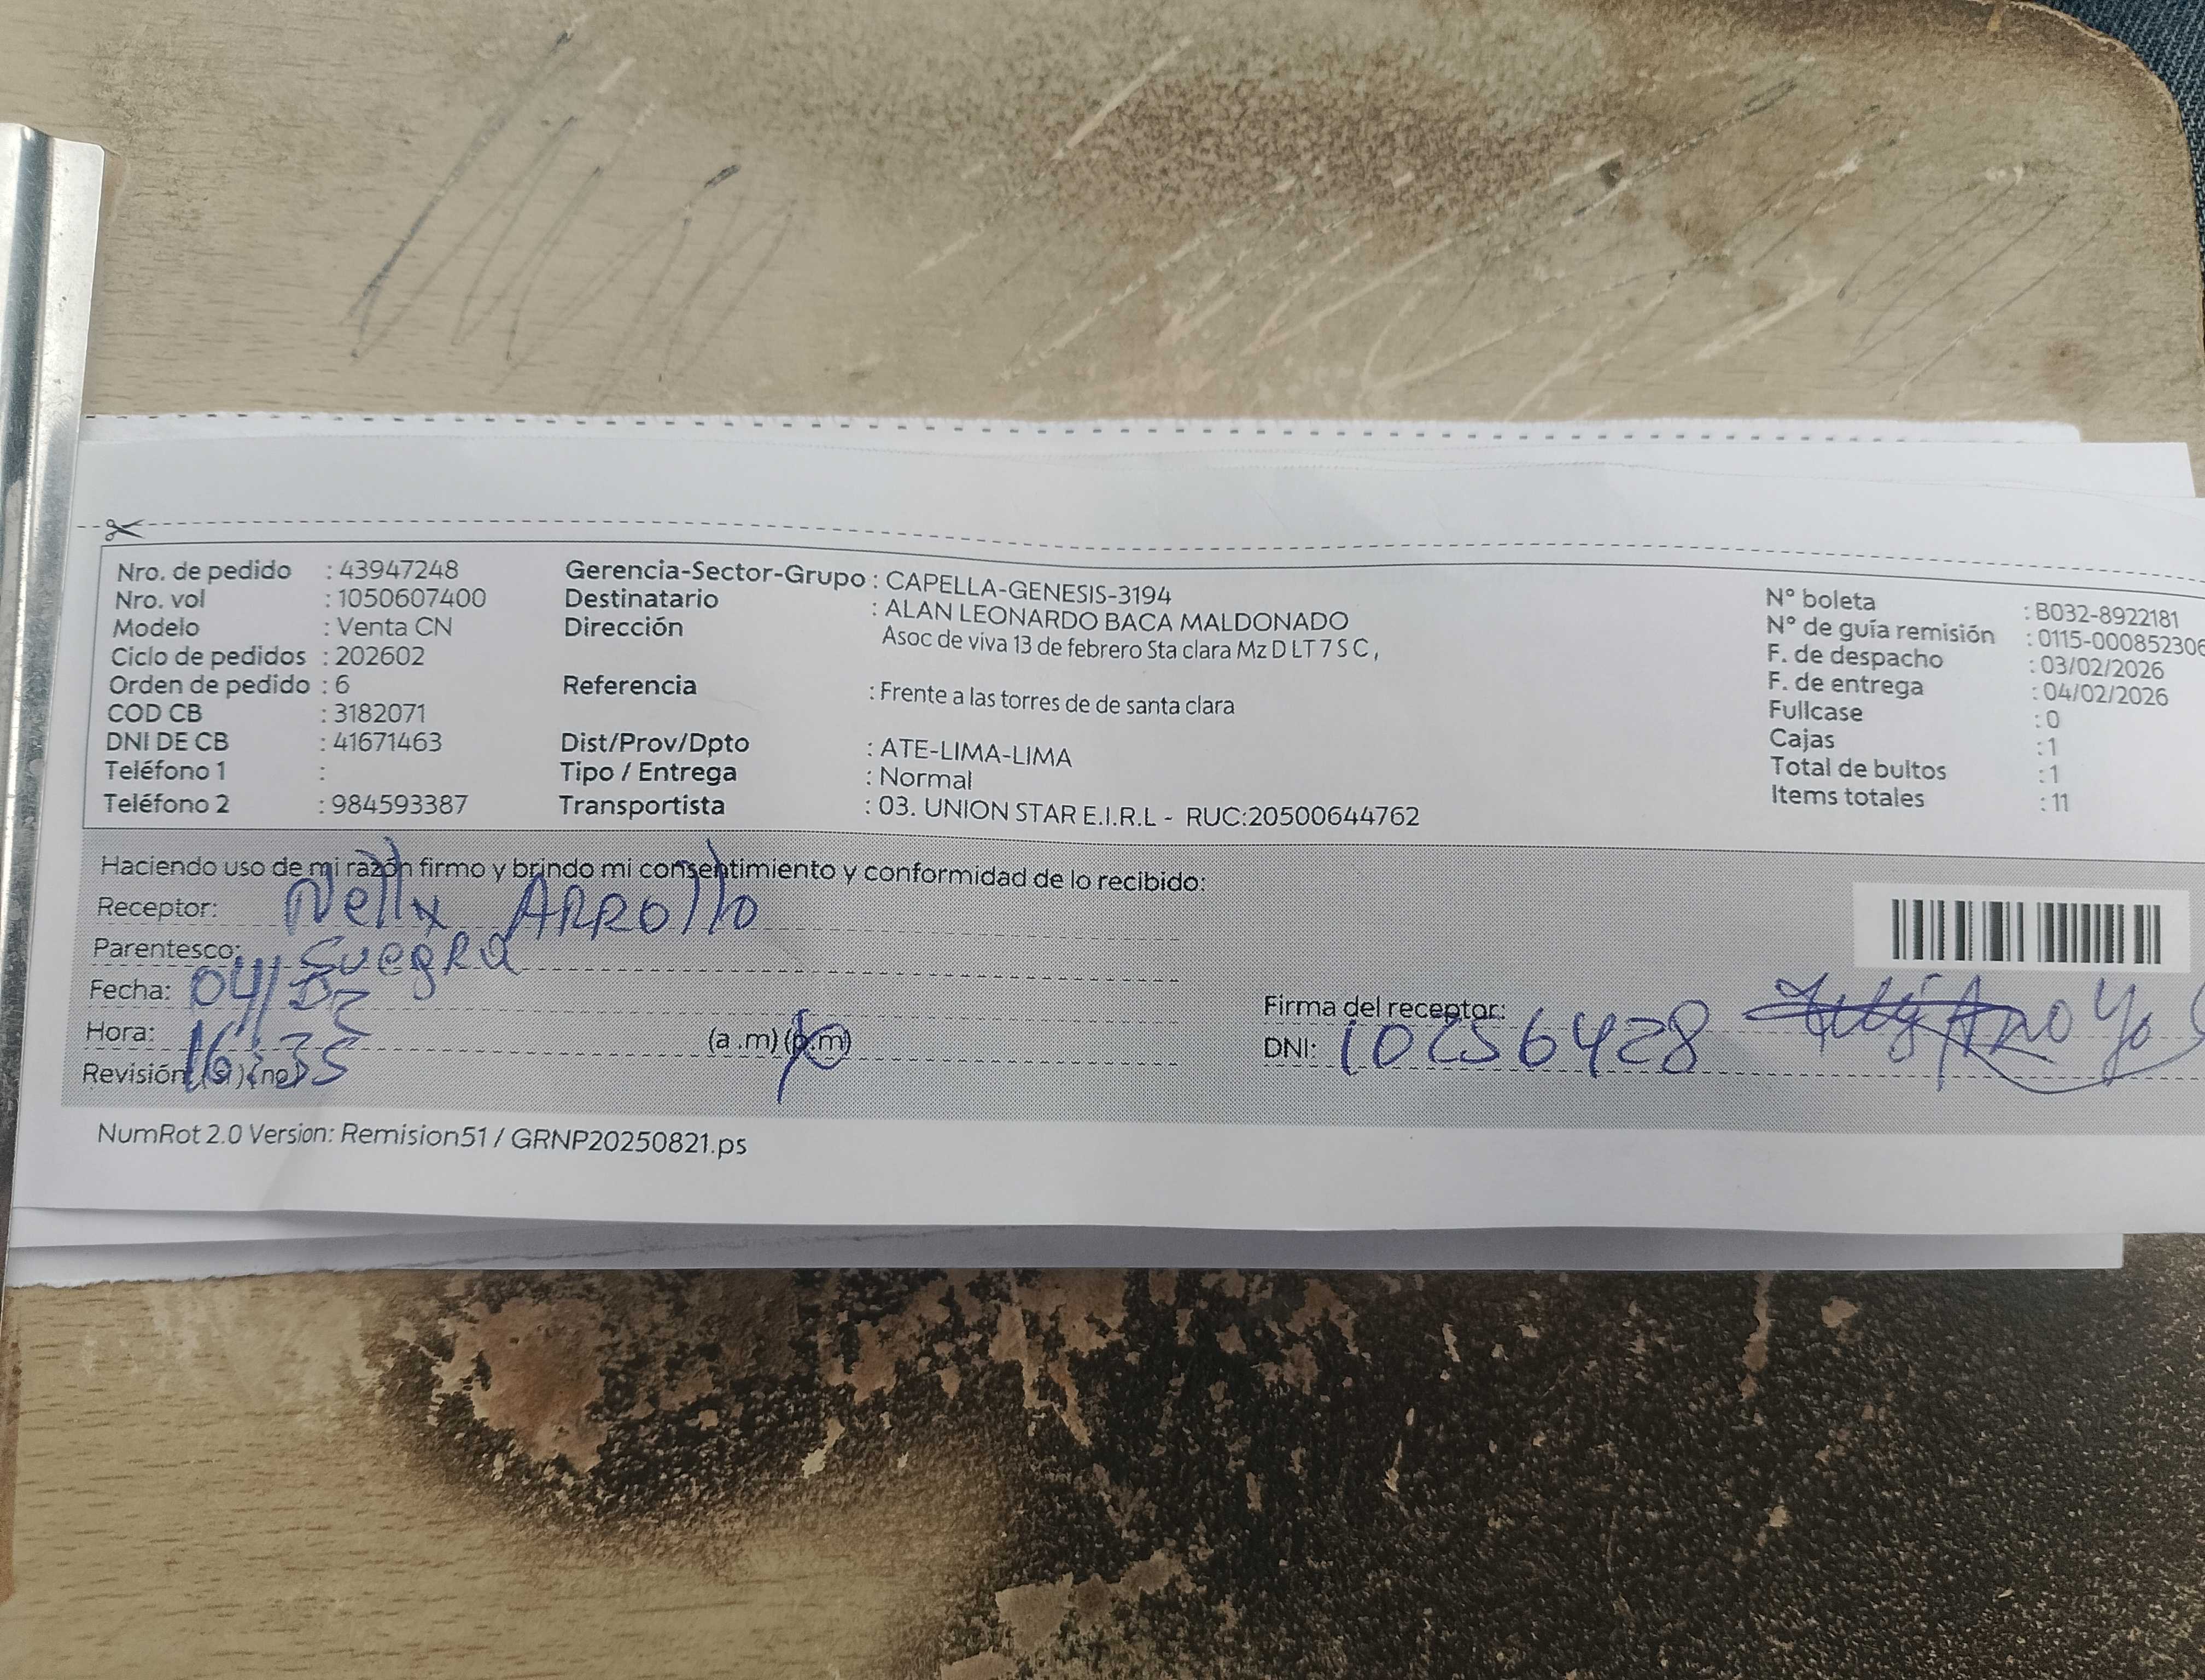 Nro. de pedido : 43947248
Nro. vol : 1050607400
Modelo : Venta CN
Ciclo de pedidos : 202602
Orden de pedido : 6
COD CB : 3182071
DNI DE CB : 41671463
Teléfono 1 :
Teléfono 2 : 984593387
Gerencia-Sector-Grupo : CAPELLA-GENESIS-3194
Destinatario : ALAN LEONARDO BACA MALDONADO
Dirección Asoc de viva 13 de febrero Sta clara Mz D LT 7 S C ,
Referencia : Frente a las torres de de santa clara
Dist/Prov/Dpto : ATE-LIMA-LIMA
Tipo / Entrega : Normal
Transportista : 03. UNION STAR E.I.R.L - RUC:20500644762
N° boleta : B032-8922181
N° de guía remisión : 0115-000852306
F. de despacho : 03/02/2026
F. de entrega : 04/02/2026
Fullcase : 0
Cajas : 1
Total de bultos : 1
Items totales : 11
Haciendo uso de mi razón firmo y brindo mi consentimiento y conformidad de lo recibido:
Receptor: Nelly ARRollo
Parentesco: SuegRa
Fecha: 04/02
Hora: 16:35 (a .m) (p.m)
Revisión (si) (no)
Firma del receptor:
DNI: 10256428
NumRot 2.0 Version: Remision51 / GRNP20250821.ps